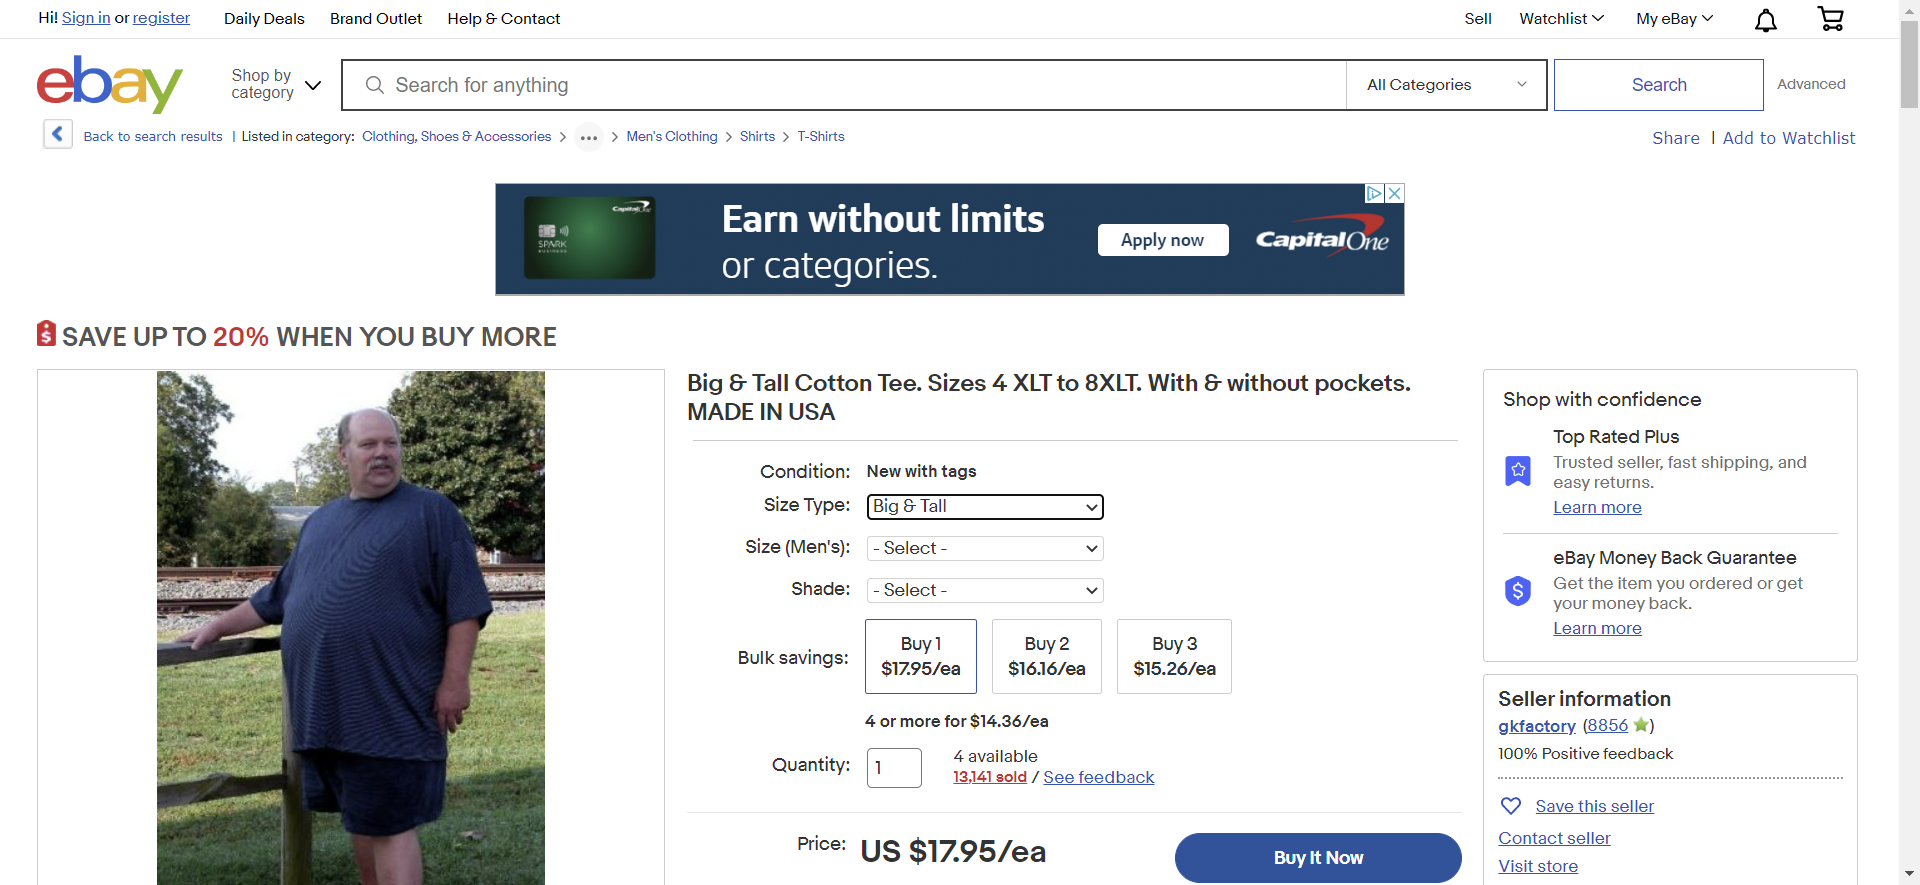 Hi! Sign in or register
Daily Deals
Brand Outlet
Help & Contact
Sell
Watchlist
My eBay
ebay
Shop by
category
Search for anything
All Categories
Search
Advanced
Back to search results | Listed in category: Clothing, Shoes & Accessories > ... > Men's Clothing > Shirts > T-Shirts
Share | Add to Watchlist
Capital One
SPARK
BUSINESS
Earn without limits
or categories.
Apply now
Capital One
SAVE UP TO 20% WHEN YOU BUY MORE
Big & Tall Cotton Tee. Sizes 4 XLT to 8XLT. With & without pockets.
MADE IN USA
Condition: New with tags
Size Type: Big & Tall
Size (Men's): - Select -
Shade: - Select -
Bulk savings:
Buy 1
$17.95/ea
Buy 2
$16.16/ea
Buy 3
$15.26/ea
4 or more for $14.36/ea
Quantity: 1
4 available
13,141 sold / See feedback
Price: US $17.95/ea
Buy It Now
Shop with confidence
Top Rated Plus
Trusted seller, fast shipping, and
easy returns.
Learn more
eBay Money Back Guarantee
Get the item you ordered or get
your money back.
Learn more
Seller information
gkfactory (8856)
100% Positive feedback
Save this seller
Contact seller
Visit store